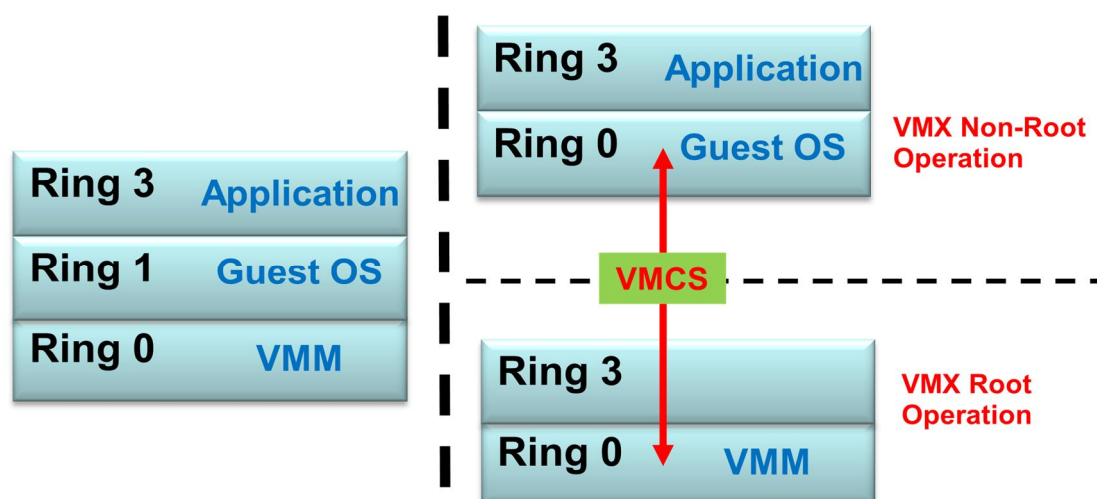 Ring 3 Application
Ring 1 Guest OS
Ring 0 VMM
Ring 3 Application
Ring 0 Guest OS
VMX Non-Root
Operation
VMCS
Ring 3
Ring 0 VMM
VMX Root
Operation